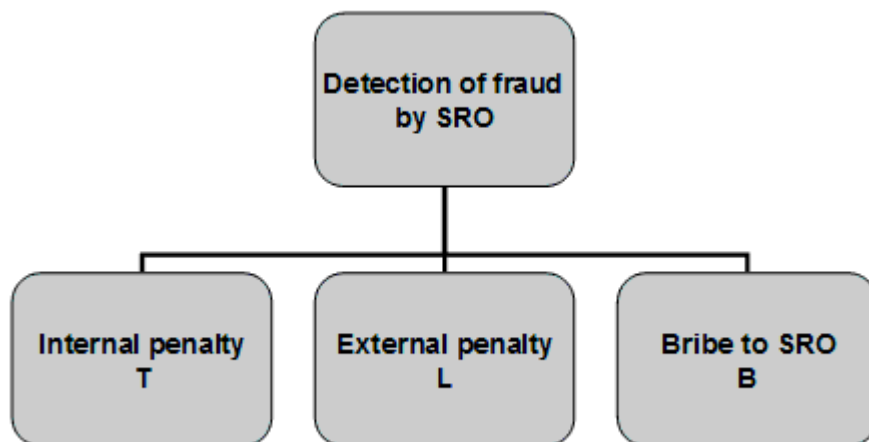 Detection of fraud
by SRO
Internal penalty
T
External penalty
L
Bribe to SRO
B